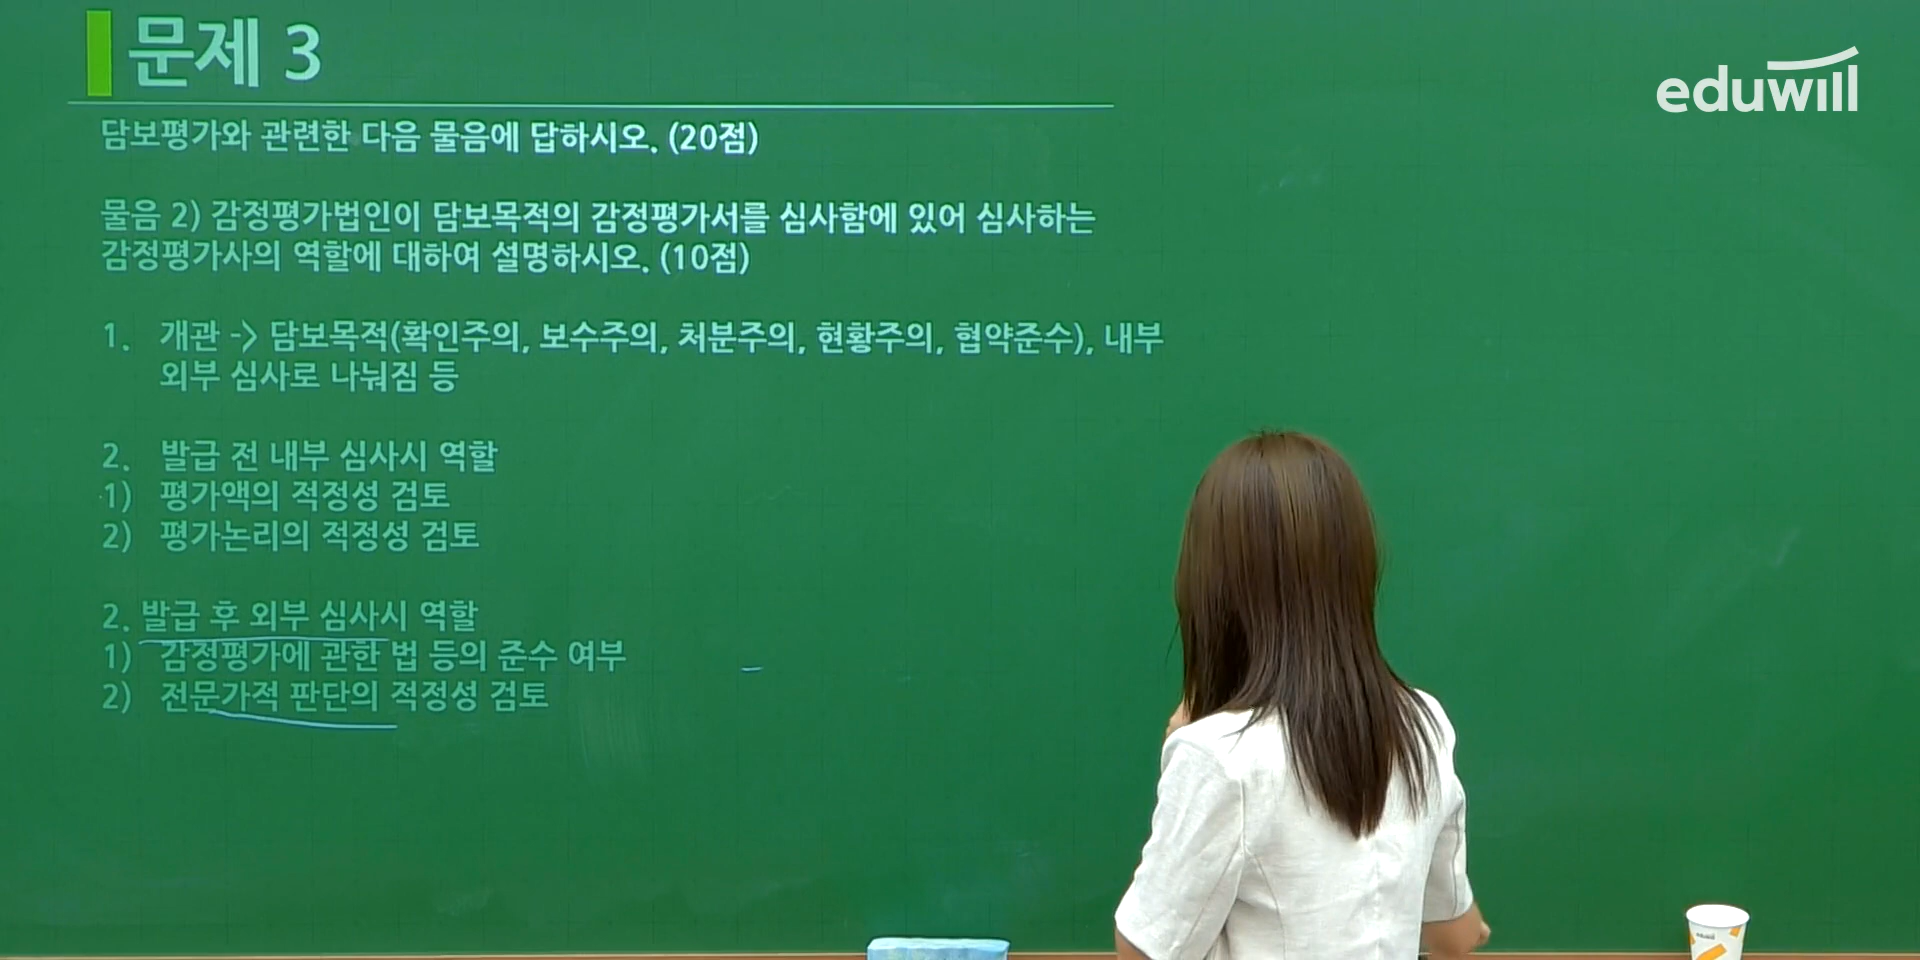 문제 3
eduwill
담보평가와 관련한 다음 물음에 답하시오. (20점)
물음 2) 감정평가법인이 담보목적의 감정평가서를 심사함에 있어 심사하는
감정평가사의 역할에 대하여 설명하시오. (10점)
1. 개관 -> 담보목적(확인주의, 보수주의, 처분주의, 현황주의, 협약준수), 내부
외부 심사로 나눠짐 등
2. 발급 전 내부 심사시 역할
1) 평가액의 적정성 검토
2) 평가논리의 적정성 검토
2. 발급 후 외부 심사시 역할
1) 감정평가에 관한 법 등의 준수 여부
2) 전문가적 판단의 적정성 검토